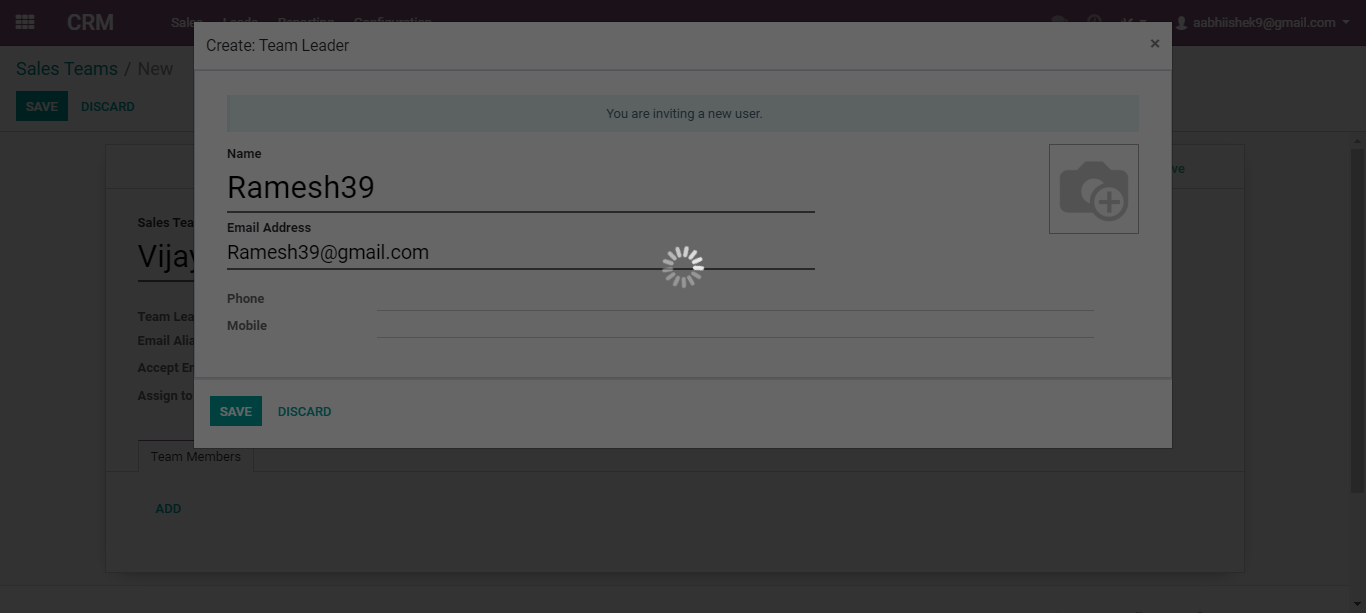 CRM
Sales Leads Reporting Configuration
aabhiishek9@gmail.com
Create: Team Leader
×
Sales Teams / New
SAVE DISCARD
You are inviting a new user.
Name
Ramesh39
Email Address
Ramesh39@gmail.com
Phone
Mobile
SAVE DISCARD
Sales Tea
Vijay
Team Lea
Email Alia
Accept Em
Assign to
Team Members
ADD